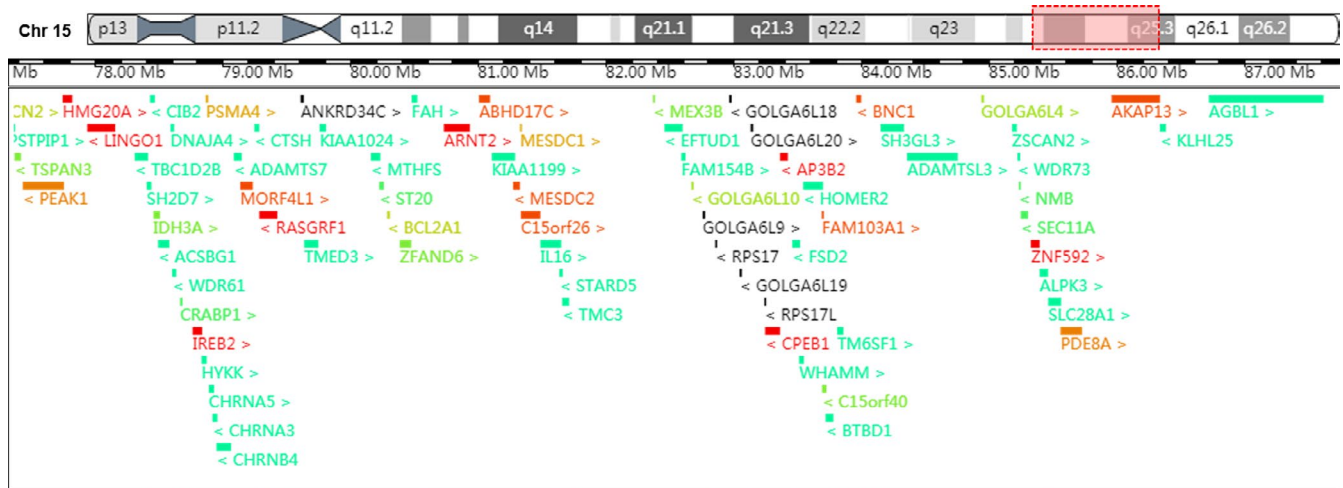 Chr 15 p13 p11.2 q11.2 q14 q21.1 q21.3 q22.2 q23 q25.3 q26.1 q26.2
Mb 78.00 Mb 79.00 Mb 80.00 Mb 81.00 Mb 82.00 Mb 83.00 Mb 84.00 Mb 85.00 Mb 86.00 Mb 87.00 Mb
CN2 > HMG20A > < CIB2 PSMA4 > ANKRD34C > FAH > ABHD17C > < MEX3B GOLGA6L18 < BNC1 GOLGA6L4 > AKAP13 > AGBL1 >
PSTPIP1 > < LINGO1 DNAJA4 > < CTSH KIAA1024 > ARNT2 > MESDC1 > < EFTUD1 GOLGA6L20 > SH3GL3 > ZSCAN2 > < KLHL25
< TSPAN3 < TBC1D2B < ADAMTS7 < MTHFS KIAA1199 > FAM154B > < AP3B2 ADAMTSL3 > < WDR73
< PEAK1 SH2D7 > MORF4L1 > < ST20 < MESDC2 < GOLGA6L10 < HOMER2 < NMB
IDH3A > < RASGRF1 < BCL2A1 C15orf26 > GOLGA6L9 > FAM103A1 > < SEC11A
< ACSBG1 TMED3 > ZFAND6 > IL16 > < RPS17 < FSD2 ZNF592 >
< WDR61 < STARD5 < GOLGA6L19 ALPK3 >
CRABP1 > < TMC3 < RPS17L SLC28A1 >
IREB2 > < CPEB1 TM6SF1 > PDE8A >
HYKK > WHAMM >
CHRNA5 > < C15orf40
< CHRNA3 < BTBD1
< CHRNB4